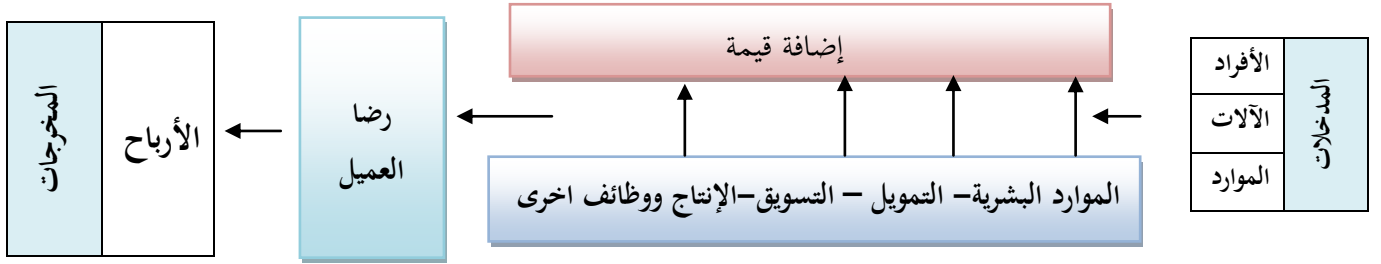 المدخلات
الأفراد
الآلات
الموارد
إضافة قيمة
الموارد البشرية– التمويل – التسويق–الإنتاج ووظائف اخرى
رضا
العميل
الأرباح
المخرجات